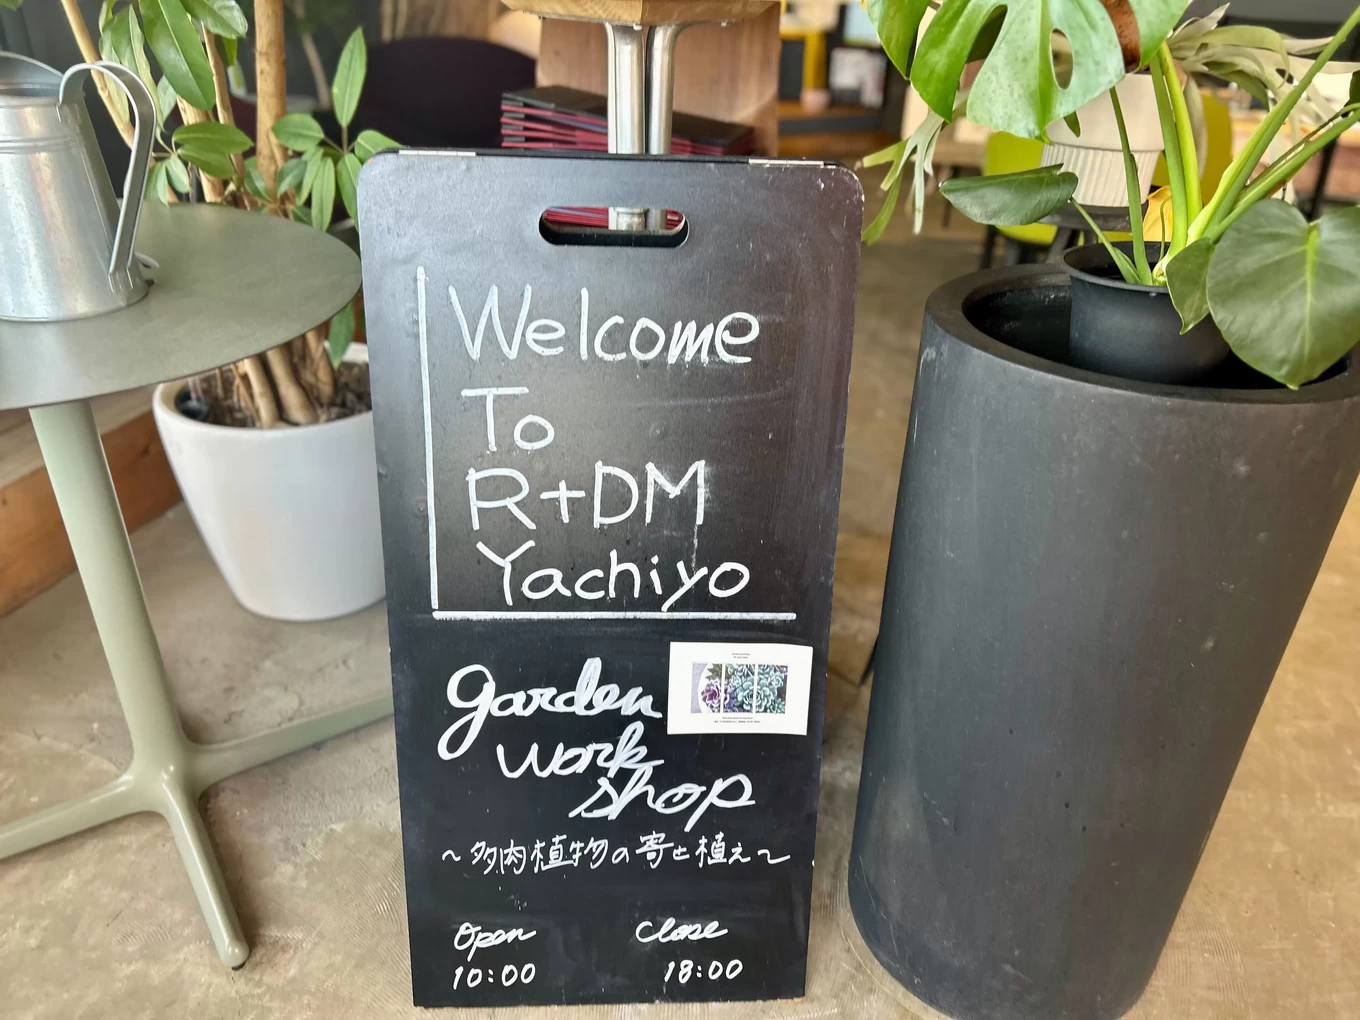 Welcome
To
R+DM
Yachiyo
garden
work
shop
～多肉植物の寄せ植え～
Open
10:00
Close
18:00